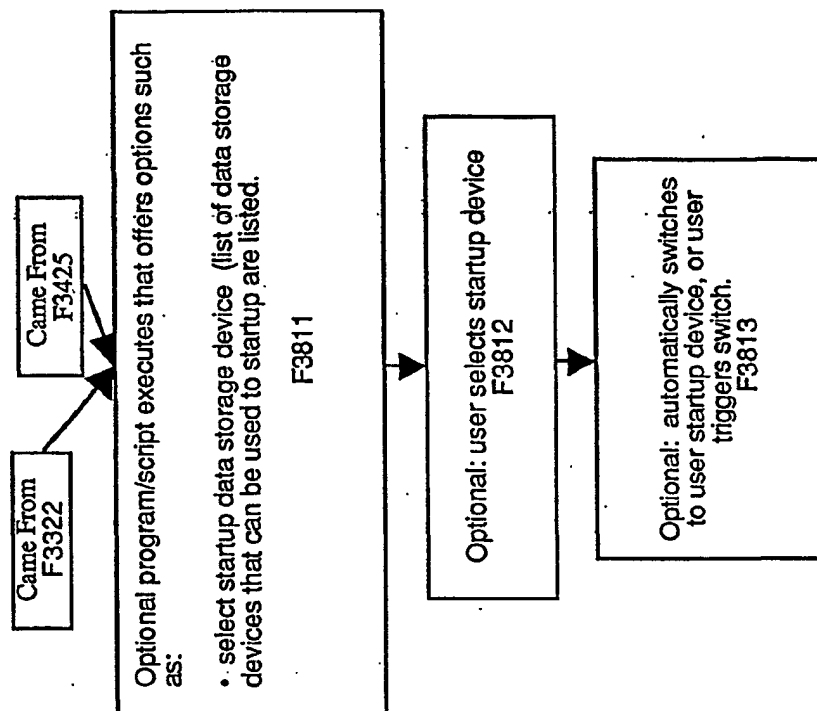 Came From
F3322
Came From
F3425
Optional program/script executes that offers options such
as:
• select startup data storage device (list of data storage
devices that can be used to startup are listed.
F3811
Optional: user selects startup device
F3812
Optional: automatically switches
to user startup device, or user
triggers switch.
F3813